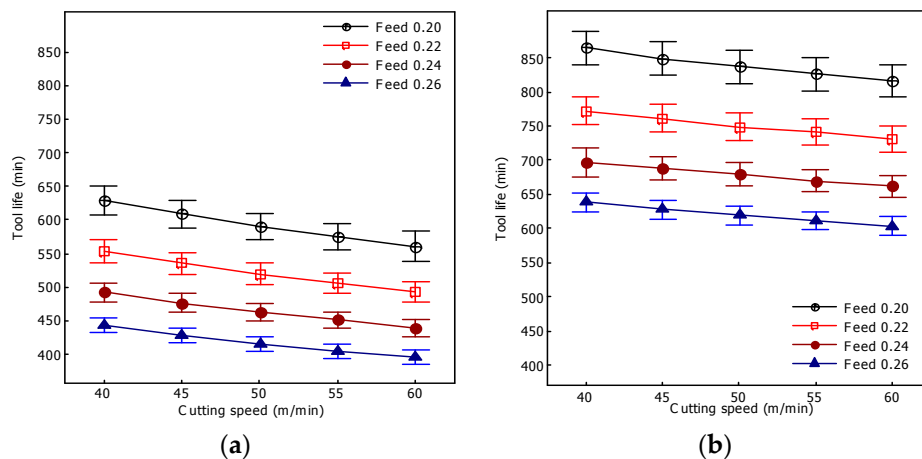 Feed 0.20
Feed 0.22
Feed 0.24
Feed 0.26
850
800
750
700
650
600
550
500
450
400
Tool life (min)
40 45 50 55 60
Cutting speed (m/min)
(a)
850
800
750
700
650
600
550
500
450
400
Tool life (min)
Feed 0.20
Feed 0.22
Feed 0.24
Feed 0.26
40 45 50 55 60
Cutting speed (m/min)
(b)